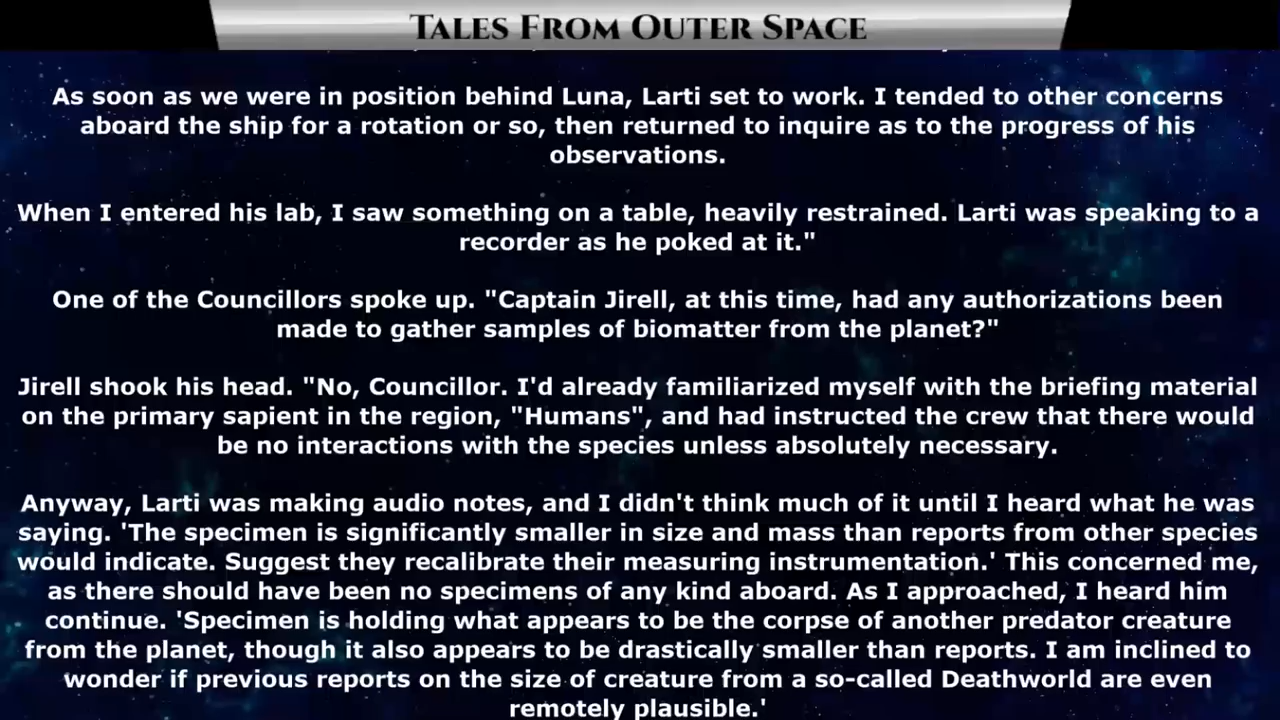 Tales From Outer Space
As soon as we were in position behind Luna, Larti set to work. I tended to other concerns
aboard the ship for a rotation or so, then returned to inquire as to the progress of his
observations.
When I entered his lab, I saw something on a table, heavily restrained. Larti was speaking to a
recorder as he poked at it."
One of the Councillors spoke up. "Captain Jirell, at this time, had any authorizations been
made to gather samples of biomatter from the planet?"
Jirell shook his head. "No, Councillor. I'd already familiarized myself with the briefing material
on the primary sapient in the region, "Humans", and had instructed the crew that there would
be no interactions with the species unless absolutely necessary.
Anyway, Larti was making audio notes, and I didn't think much of it until I heard what he was
saying. 'The specimen is significantly smaller in size and mass than reports from other species
would indicate. Suggest they recalibrate their measuring instrumentation.' This concerned me,
as there should have been no specimens of any kind aboard. As I approached, I heard him
continue. 'Specimen is holding what appears to be the corpse of another predator creature
from the planet, though it also appears to be drastically smaller than reports. I am inclined to
wonder if previous reports on the size of creature from a so-called Deathworld are even
remotely plausible.'